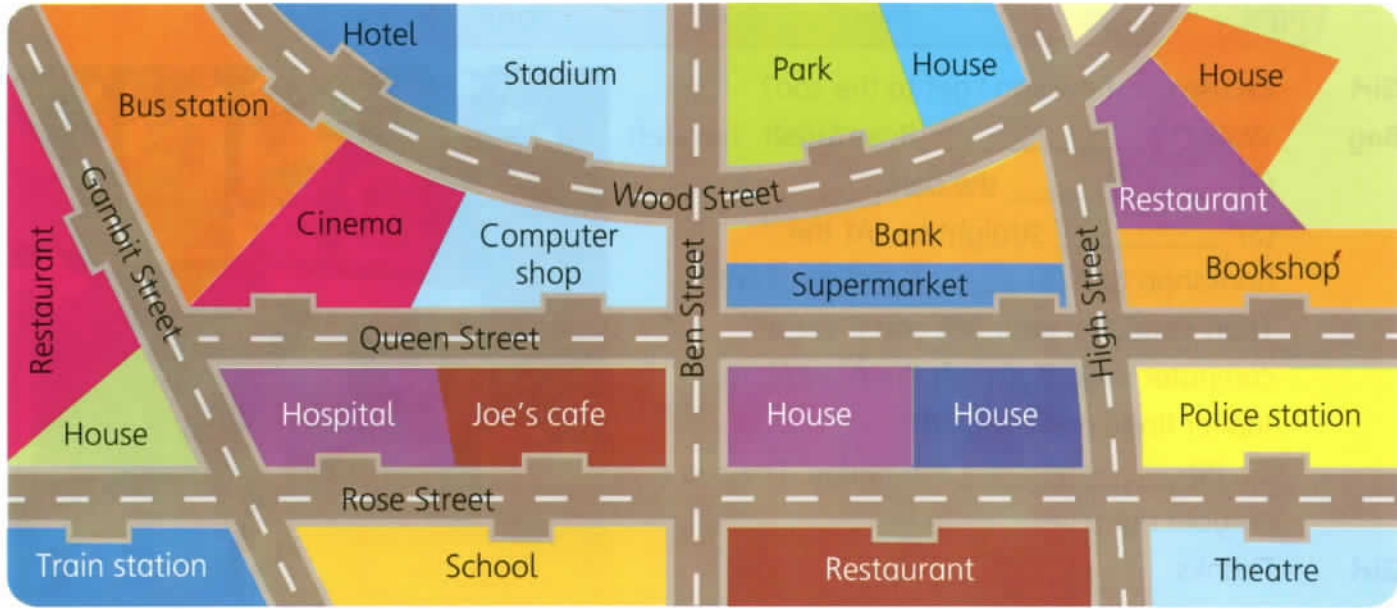 Hotel
Stadium
Park
House
House
Bus station
Gambit Street
Restaurant
Cinema
Computer
shop
Wood Street
Bank
Supermarket
Restaurant
Bookshop
Queen Street
Ben Street
High Street
House
Hospital
Joe's cafe
House
House
Police station
Rose Street
Train station
School
Restaurant
Theatre